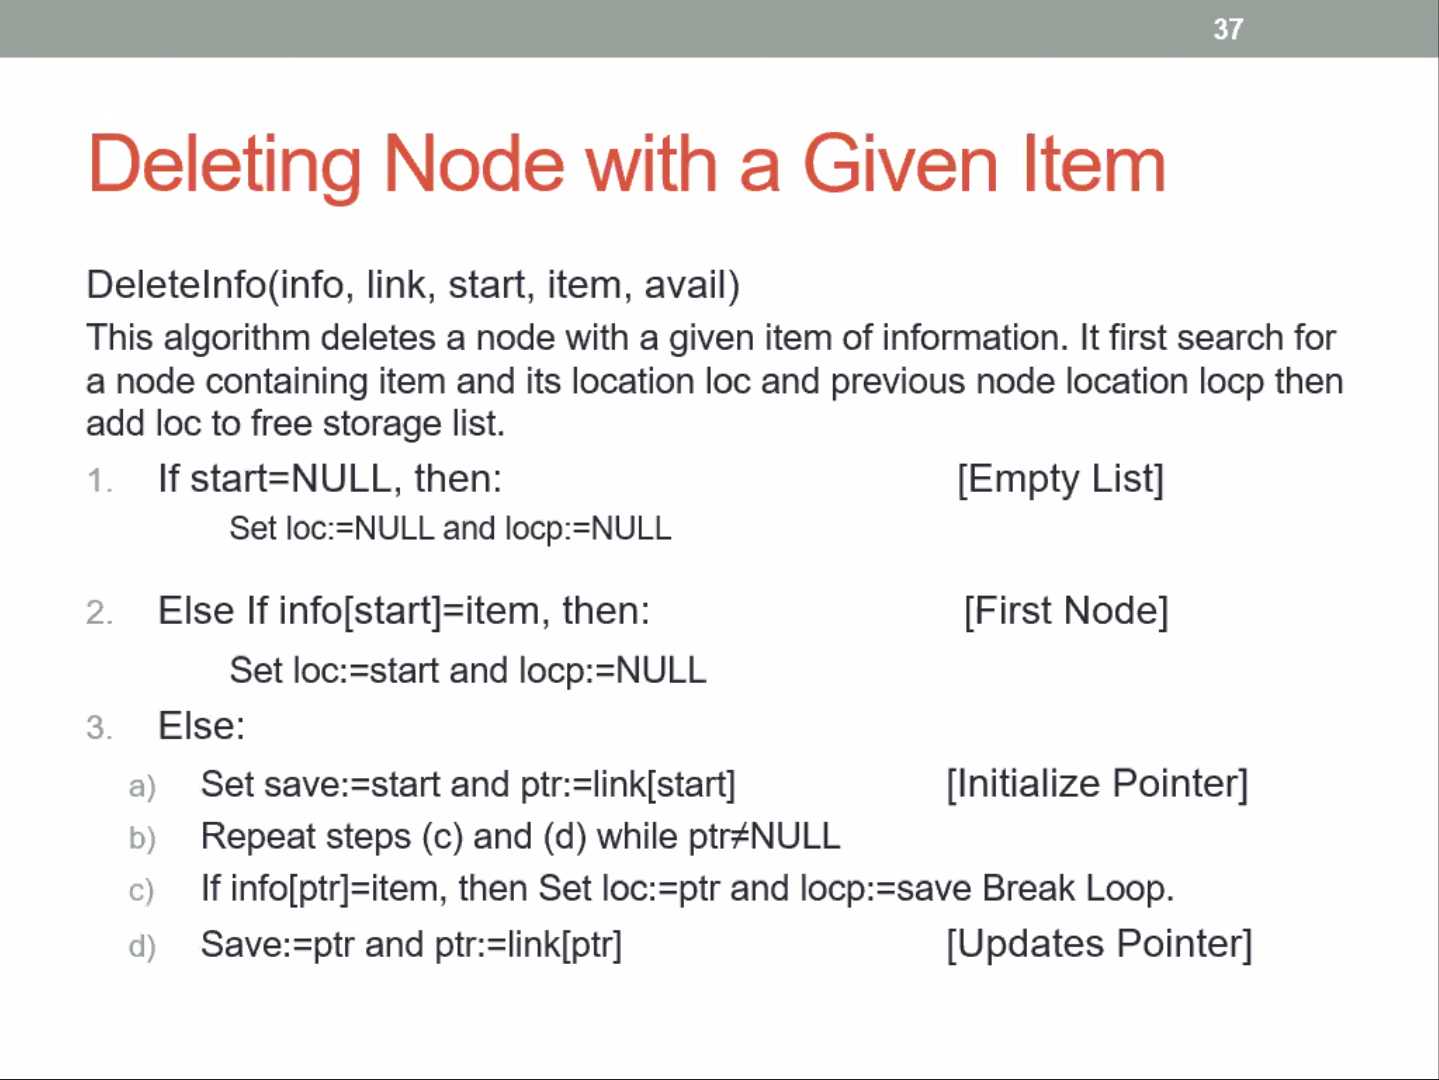 37
Deleting Node with a Given Item
DeleteInfo(info, link, start, item, avail)
This algorithm deletes a node with a given item of information. It first search for
a node containing item and its location loc and previous node location locp then
add loc to free storage list.
1. If start=NULL, then: [Empty List]
Set loc:=NULL and locp:=NULL
2. Else If info[start]=item, then: [First Node]
Set loc:=start and locp:=NULL
3. Else:
a) Set save:=start and ptr:=link[start] [Initialize Pointer]
b) Repeat steps (c) and (d) while ptr≠NULL
c) If info[ptr]=item, then Set loc:=ptr and locp:=save Break Loop.
d) Save:=ptr and ptr:=link[ptr] [Updates Pointer]